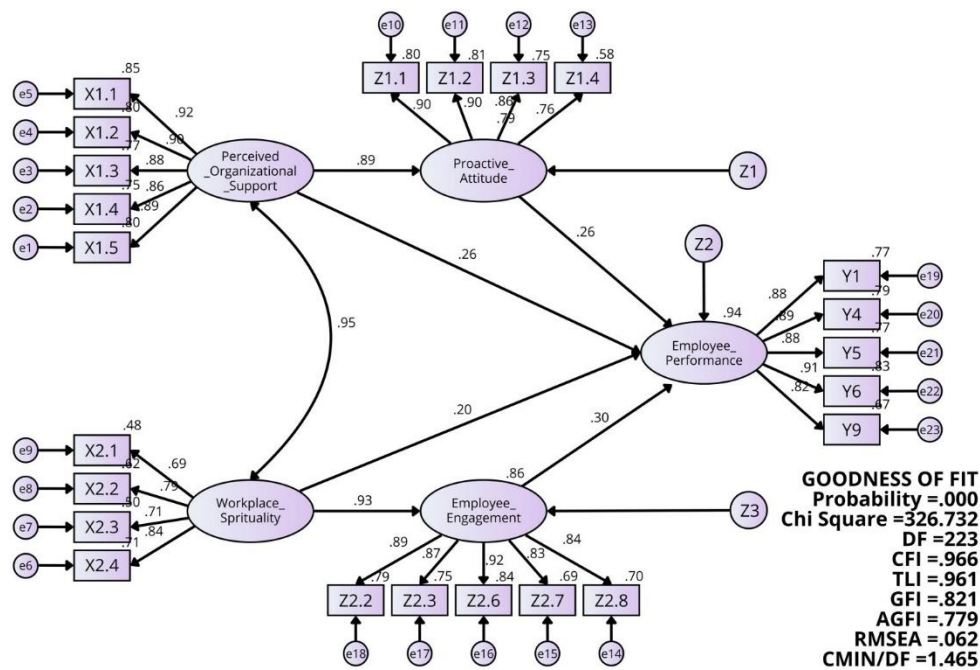 e10
e11
e12
e13
.80
.81
.75
.58
Z1.1
Z1.2
Z1.3
Z1.4
.90
.90
.86
.79
.76
.85
e5
X1.1
.92
.80
e4
X1.2
.90
.77
e3
X1.3
.88
.75
e2
X1.4
.86
.89
.80
e1
X1.5
Perceived
_Organizational
_Support
.89
Proactive_
Attitude
Z1
.26
.26
Z2
.95
.94
Employee_
Performance
.77
.88
Y1
e19
.79
.89
Y4
e20
.77
.88
Y5
e21
.83
.91
Y6
e22
.67
.82
Y9
e23
.20
.30
.48
e9
X2.1
.69
.62
e8
X2.2
.79
.50
e7
X2.3
.71
.71
.84
e6
X2.4
Workplace_
Sprituality
.93
.86
Employee_
Engagement
Z3
.89
.87
.92
.83
.84
.79
.75
.84
.69
.70
Z2.2
Z2.3
Z2.6
Z2.7
Z2.8
e18
e17
e16
e15
e14
GOODNESS OF FIT
Probability =.000
Chi Square =326.732
DF =223
CFI =.966
TLI =.961
GFI =.821
AGFI =.779
RMSEA =.062
CMIN/DF =1.465